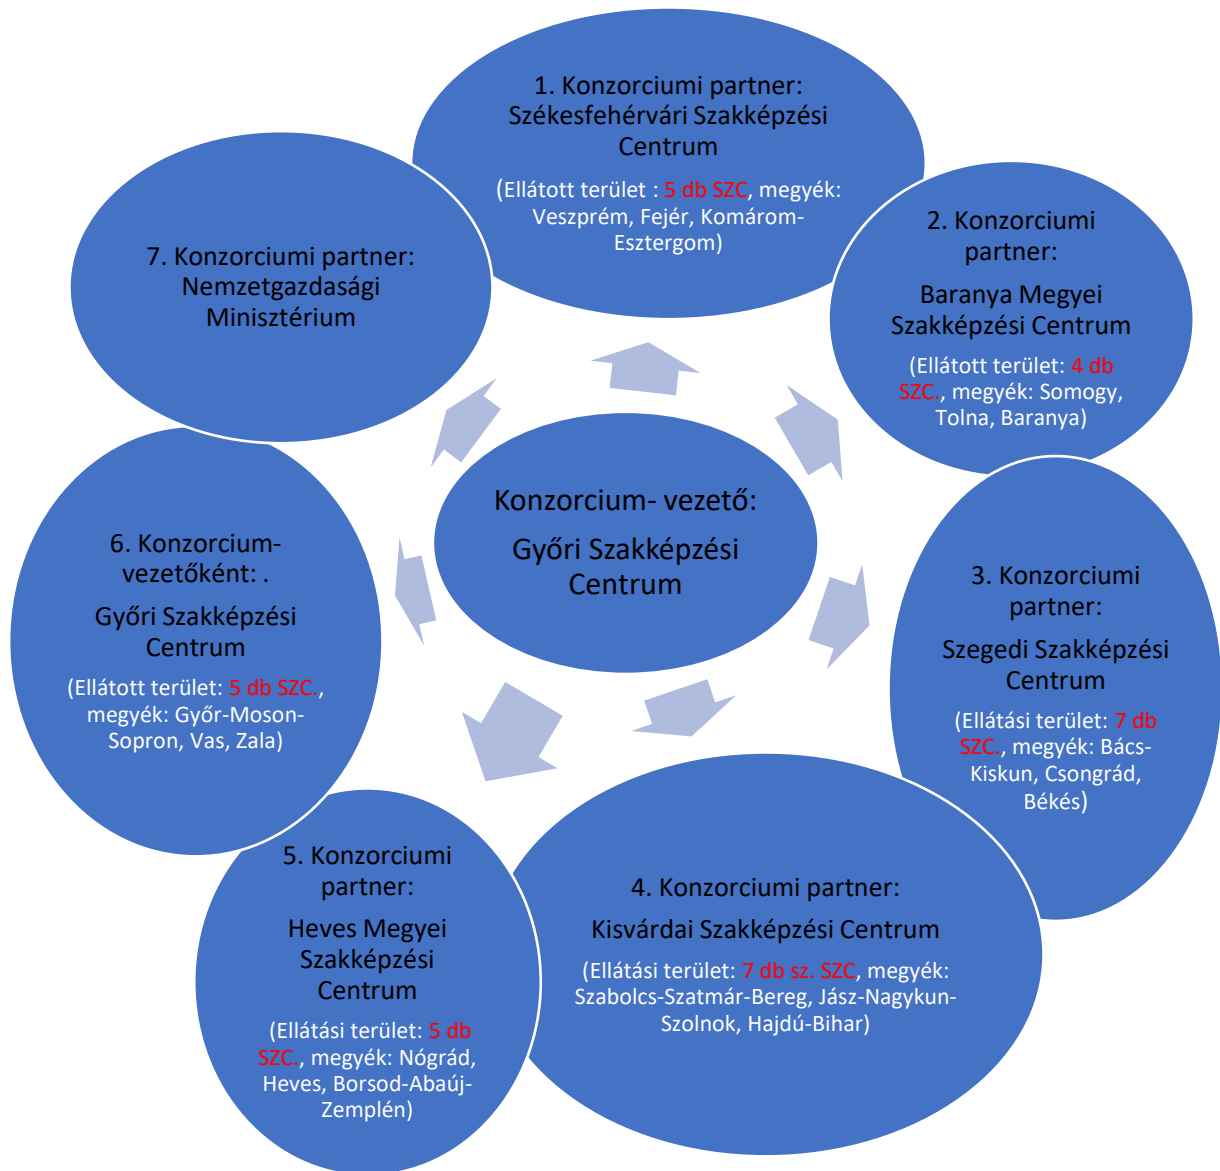 1. Konzorciumi partner:
Székesfehérvári Szakképzési
Centrum
(Ellátott terület : 5 db SZC, megyék:
Veszprém, Fejér, Komárom-
Esztergom)
2. Konzorciumi
partner:
Baranya Megyei
Szakképzési Centrum
(Ellátott terület: 4 db
SZC., megyék: Somogy,
Tolna, Baranya)
3. Konzorciumi
partner:
Szegedi Szakképzési
Centrum
(Ellátási terület: 7 db
SZC., megyék: Bács-
Kiskun, Csongrád,
Békés)
4. Konzorciumi partner:
Kisvárdai Szakképzési Centrum
(Ellátási terület: 7 db sz. SZC, megyék:
Szabolcs-Szatmár-Bereg, Jász-Nagykun-
Szolnok, Hajdú-Bihar)
5. Konzorciumi
partner:
Heves Megyei
Szakképzési
Centrum
(Ellátási terület: 5 db
SZC., megyék: Nógrád,
Heves, Borsod-Abaúj-
Zemplén)
6. Konzorcium-
vezetőként: .
Győri Szakképzési
Centrum
(Ellátott terület: 5 db SZC.,
megyék: Győr-Moson-
Sopron, Vas, Zala)
7. Konzorciumi partner:
Nemzetgazdasági
Minisztérium
Konzorcium- vezető:
Győri Szakképzési
Centrum